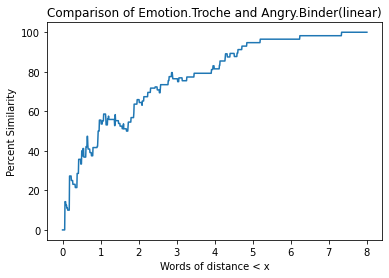 Comparison of Emotion.Troche and Angry.Binder(linear)
Percent Similarity
100
80
60
40
20
0
0 1 2 3 4 5 6 7 8
Words of distance < x